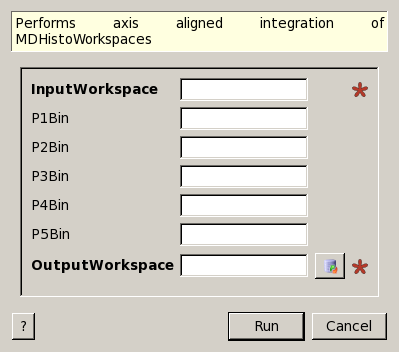 Performs axis aligned integration of
MDHistoWorkspaces
InputWorkspace
P1Bin
P2Bin
P3Bin
P4Bin
P5Bin
OutputWorkspace
? Run Cancel